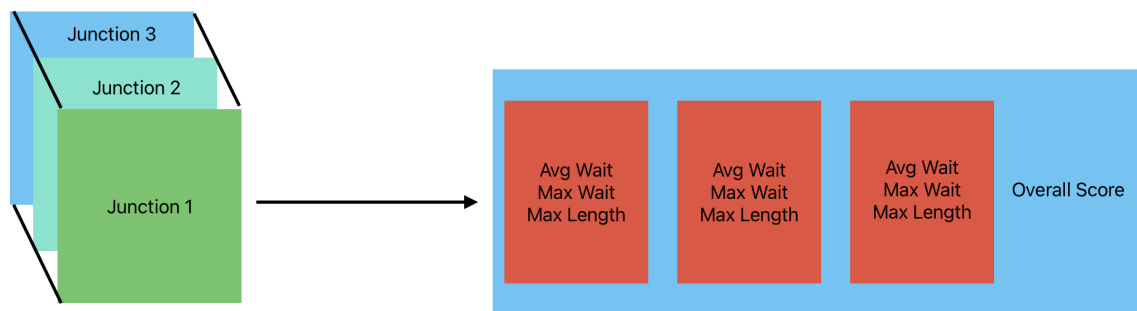 Junction 3
Junction 2
Junction 1
Avg Wait
Max Wait
Max Length
Avg Wait
Max Wait
Max Length
Avg Wait
Max Wait
Max Length
Overall Score